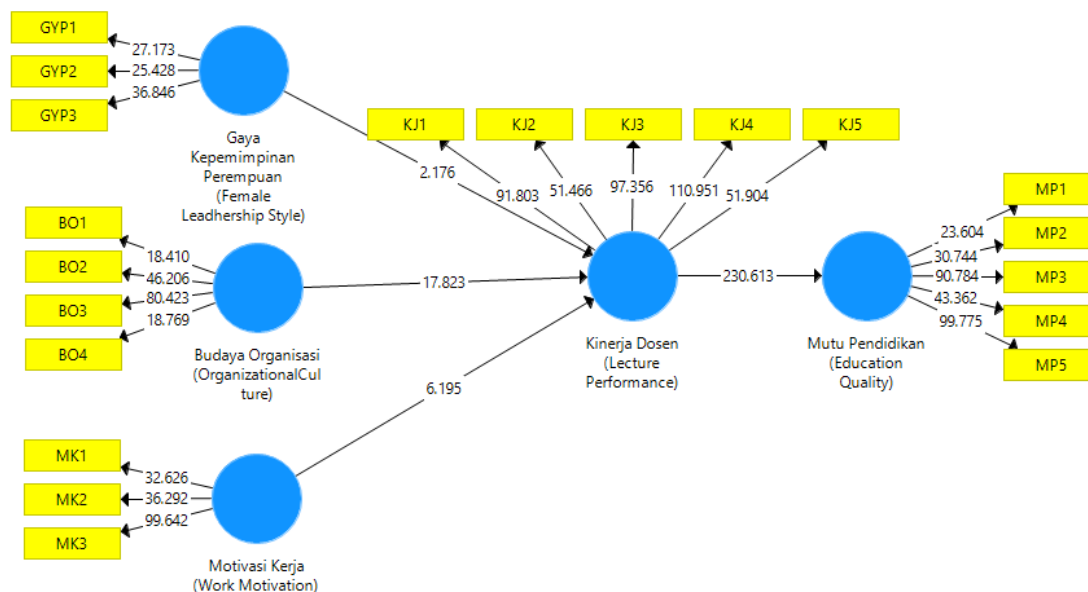 GYP1
GYP2
GYP3
27.173
25.428
36.846
Gaya
Kepemimpinan
Perempuan
(Female
Leadhership Style)
2.176
KJ1
KJ2
KJ3
KJ4
KJ5
91.803
51.466
97.356
110.951
51.904
BO1
BO2
BO3
BO4
18.410
46.206
80.423
18.769
Budaya Organisasi
(OrganizationalCul
ture)
17.823
Kinerja Dosen
(Lecture
Performance)
230.613
Mutu Pendidikan
(Education
Quality)
23.604
30.744
90.784
43.362
99.775
MP1
MP2
MP3
MP4
MP5
6.195
MK1
MK2
MK3
32.626
36.292
99.642
Motivasi Kerja
(Work Motivation)